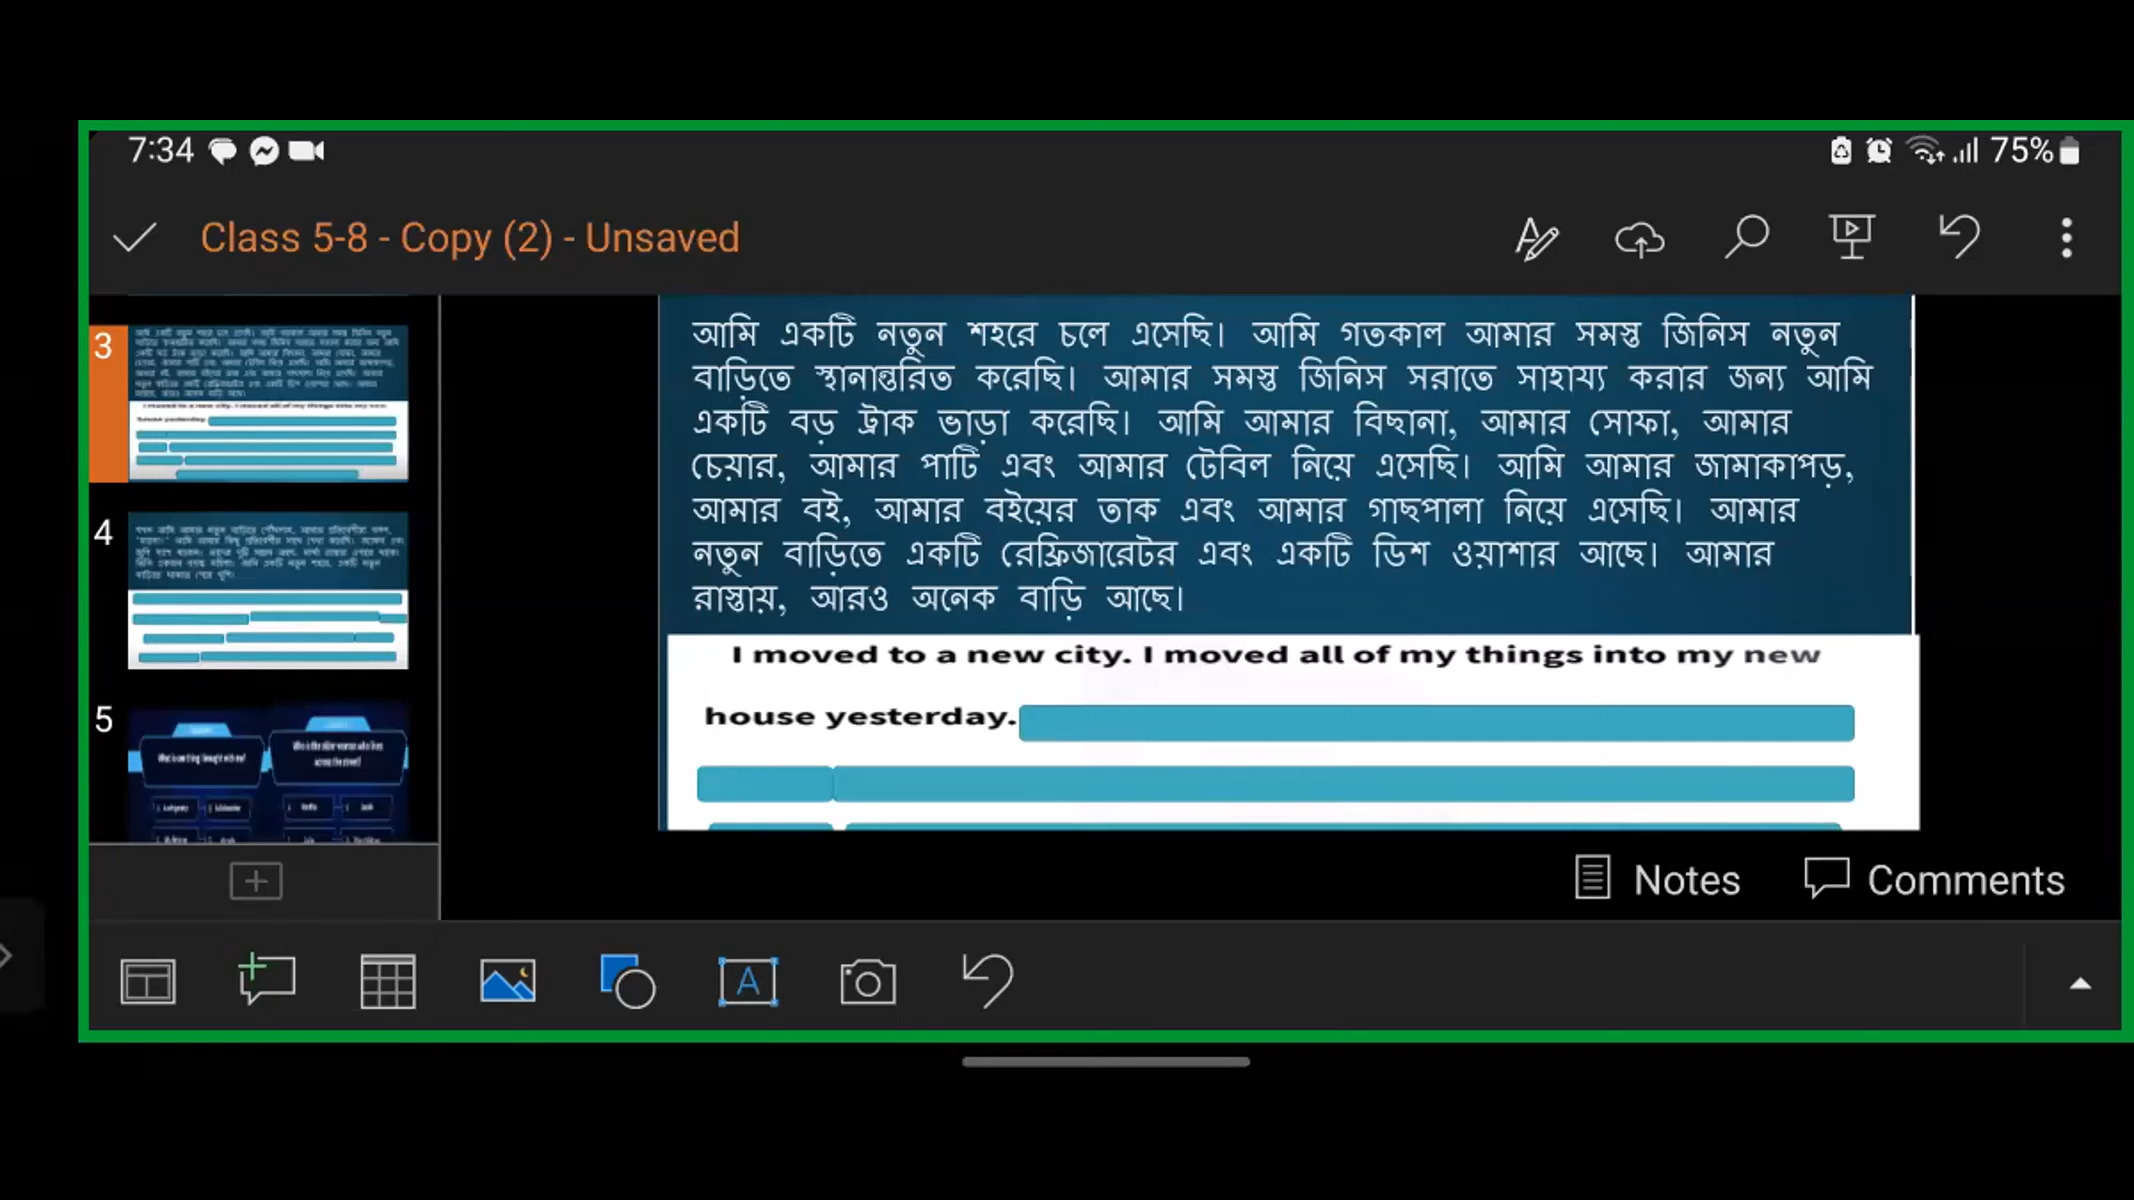 7:34
75%
Class 5-8 - Copy (2) - Unsaved
3
4
5
আমি একটি নতুন শহরে চলে এসেছি। আমি গতকাল আমার সমস্ত জিনিস নতুন
বাড়িতে স্থানান্তরিত করেছি। আমার সমস্ত জিনিস সরাতে সাহায্য করার জন্য আমি
একটি বড় ট্রাক ভাড়া করেছি। আমি আমার বিছানা, আমার সোফা, আমার
চেয়ার, আমার পাটি এবং আমার টেবিল নিয়ে এসেছি। আমি আমার জামাকাপড়,
আমার বই, আমার বইয়ের তাক এবং আমার গাছপালা নিয়ে এসেছি। আমার
নতুন বাড়িতে একটি রেফ্রিজারেটর এবং একটি ডিশ ওয়াশার আছে। আমার
রাস্তায়, আরও অনেক বাড়ি আছে।
I moved to a new city. I moved all of my things into my new
house yesterday.
Notes
Comments